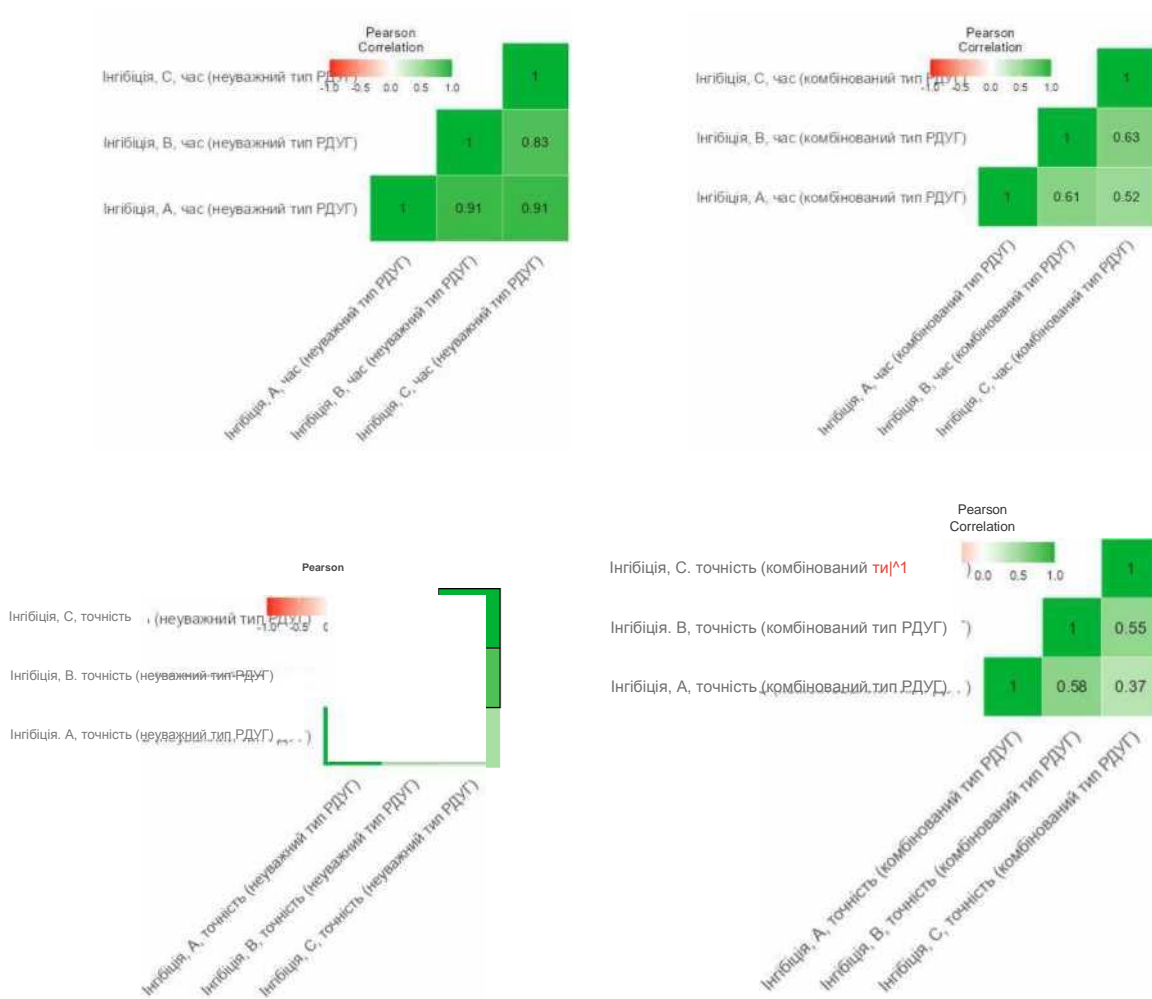 Pearson
Correlation
Інгібіція, С, час (неуважний тип РДУГ)
-1.0 -0.5 0.0 0.5 1.0
1
Інгібіція, В, час (неуважний тип РДУГ)
1 0.83
Інгібіція, А, час (неуважний тип РДУГ)
1 0.91 0.91
Інгібіція, А, час (неуважний тип РДУГ)
Інгібіція, В, час (неуважний тип РДУГ)
Інгібіція, С, час (неуважний тип РДУГ)
Pearson
Correlation
Інгібіція, С, час (комбінований тип
-1.0 -0.5 0.0 0.5 1.0
1
Інгібіція, В, час (комбінований тип РДУГ)
1 0.63
Інгібіція, А, час (комбінований тип РДУГ)
1 0.61 0.52
Інгібіція, А, час (комбінований тип РДУГ)
Інгібіція, В, час (комбінований тип РДУГ)
Інгібіція, С, час (комбінований тип РДУГ)
Pearson
Інгібіція, С, точність (неуважний тип РДУГ)
-1.0 -0.5
Інгібіція. В. точність (неуважний тип РДУГ)
Інгібіція. А, точність (неуважний тип РДУГ)
Інгібіція, А, точність (неуважний тип РДУГ)
Інгібіція, В, точність (неуважний тип РДУГ)
Інгібіція, С, точність (неуважний тип РДУГ)
Pearson
Correlation
Інгібіція, С. точність (комбінований ти|^1 )
0.0 0.5 1.0
1
Інгібіція. В, точність (комбінований тип РДУГ)
1 0.55
Інгібіція, А, точність (комбінований тип РДУГ)
1 0.58 0.37
Інгібіція, А, точність (комбінований тип РДУГ)
Інгібіція, В, точність (комбінований тип РДУГ)
Інгібіція, С, точність (комбінований тип РДУГ)